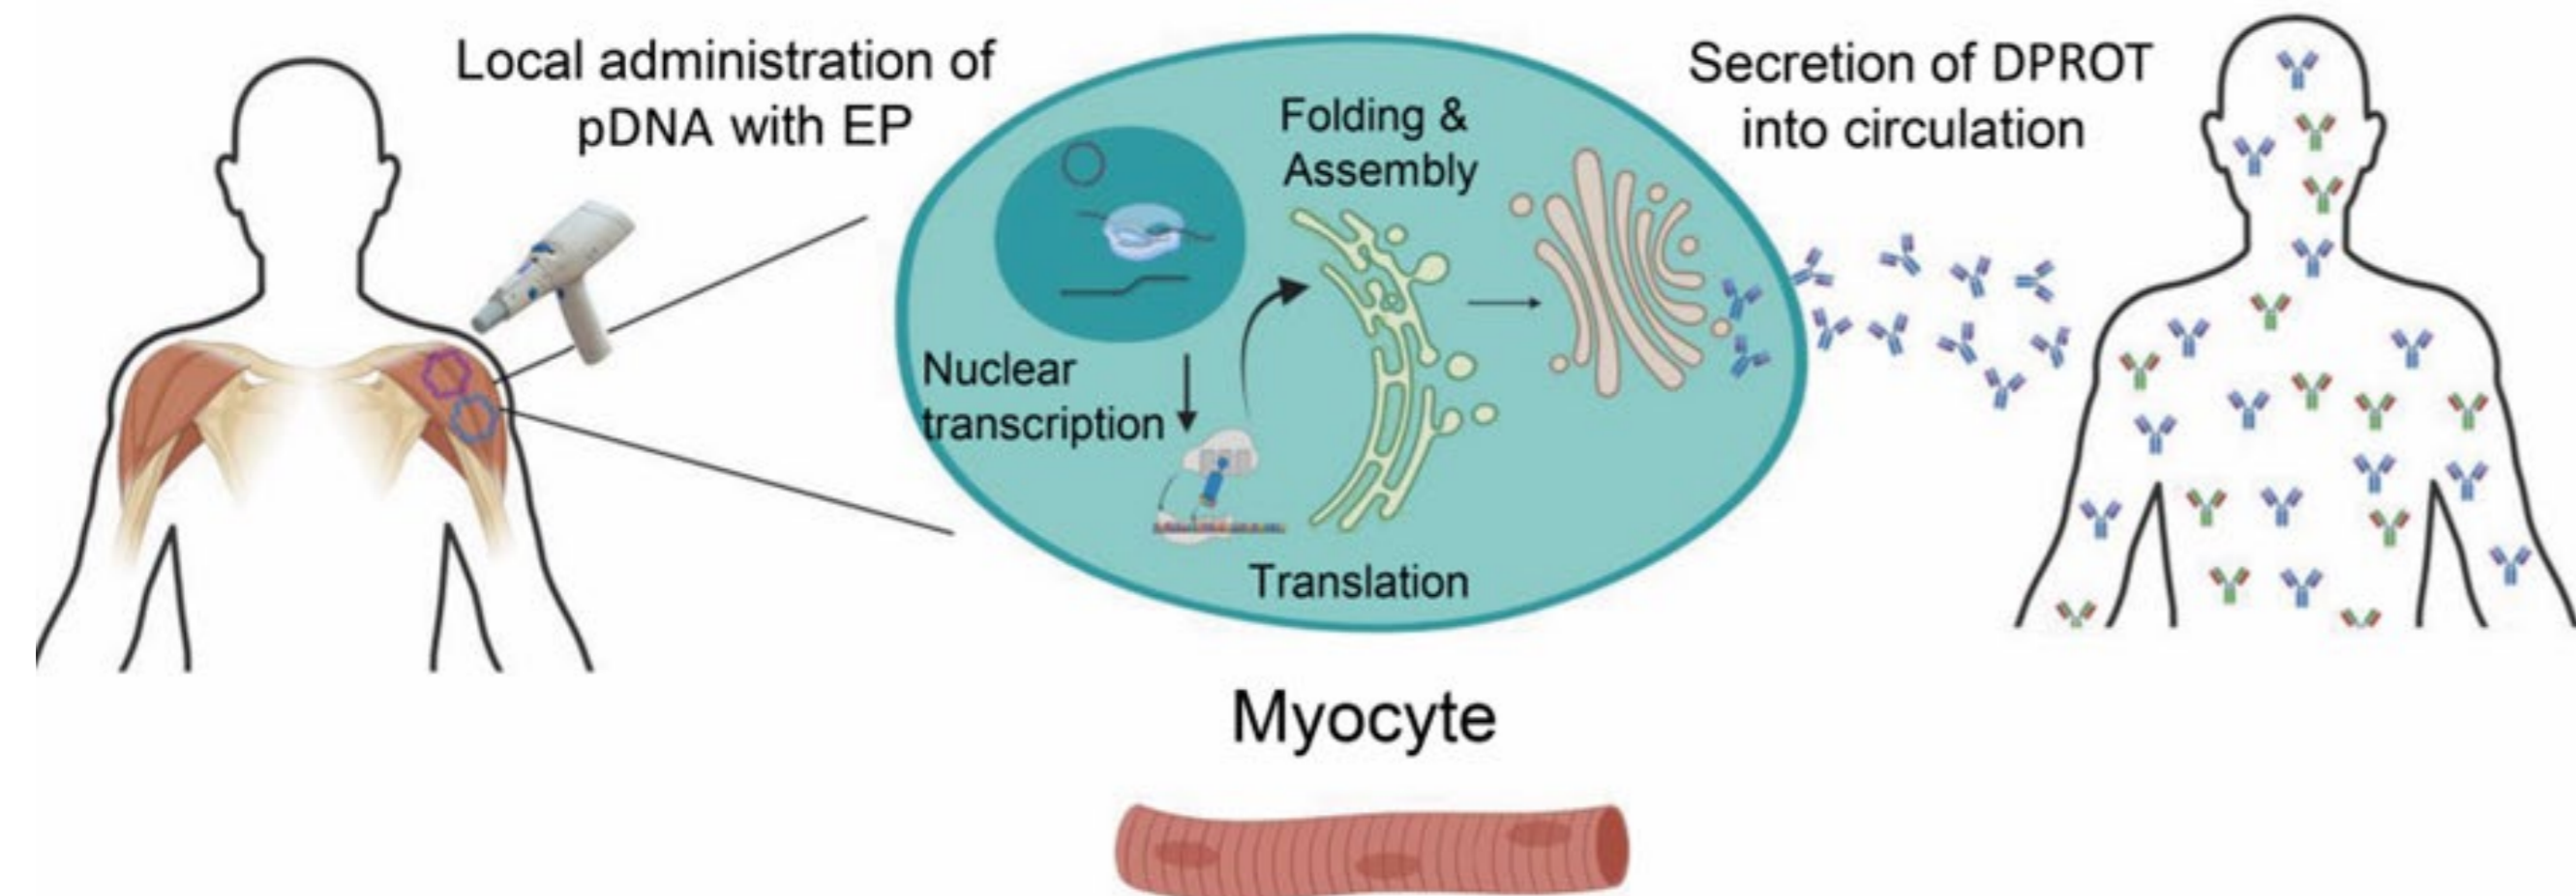 Local administration of
pDNA with EP
Folding &
Assembly
Nuclear
transcription
Translation
Secretion of DPROT
into circulation
Myocyte